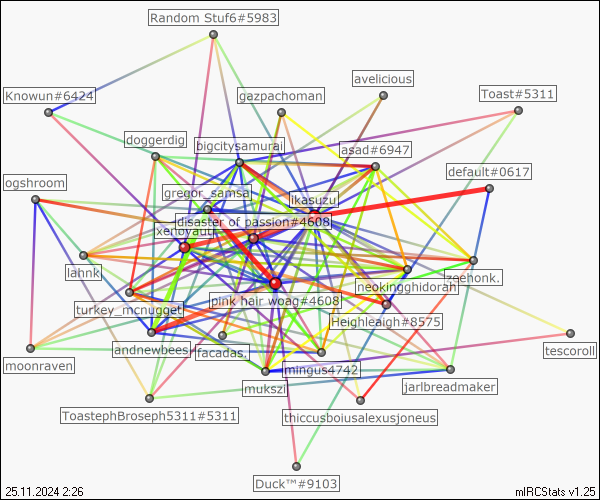 Random Stuf6#5983
avelicious
Knowun#6424
gazpachoman
Toast#5311
doggerdig
bigcitysamurai
asad#6947
default#0617
ogshroom
gregor_samsa
ikasuzu
disaster of passion#4608
xenoyaut
lahnk
zaehonk.
neokingghidorah
turkey_mcnugget
pink hair woag#4608
Heighleaigh#8575
andnewbees
facadas.
mingus4742
tescoroll
moonraven
mukszi
jarlbreadmaker
ToastephBroseph5311#5311
thiccusboiusalexusjoneus
Duck™#9103
25.11.2024 2:26
mIRCStats v1.25